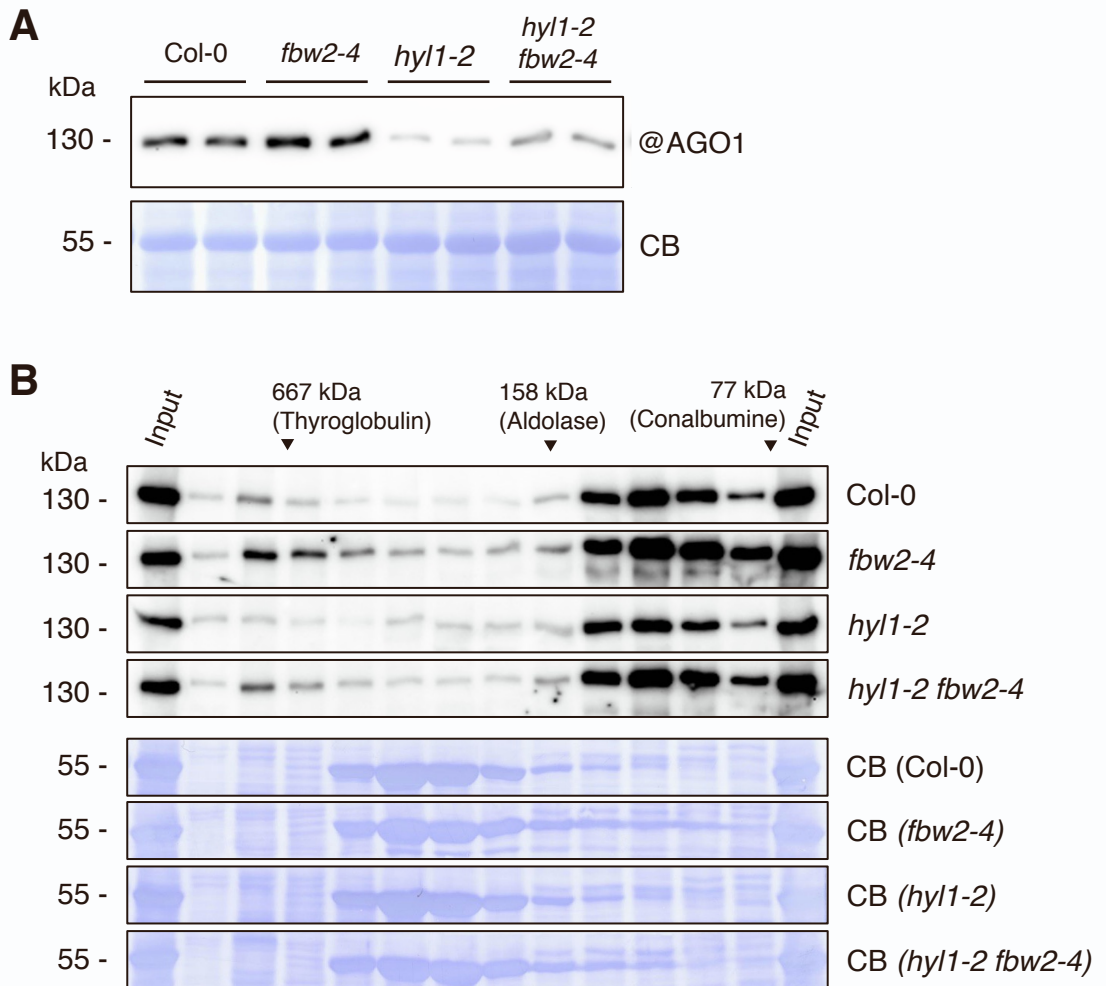 A
Col-0
fbw2-4
hyl1-2
hyl1-2
fbw2-4
kDa
130 -
@AGO1
55 -
CB
B
Input
667 kDa
(Thyroglobulin)
158 kDa
(Aldolase)
77 kDa
(Conalbumine)
Input
kDa
130 -
Col-0
130 -
fbw2-4
130 -
hyl1-2
130 -
hyl1-2 fbw2-4
55 -
CB (Col-0)
55 -
CB (fbw2-4)
55 -
CB (hyl1-2)
55 -
CB (hyl1-2 fbw2-4)